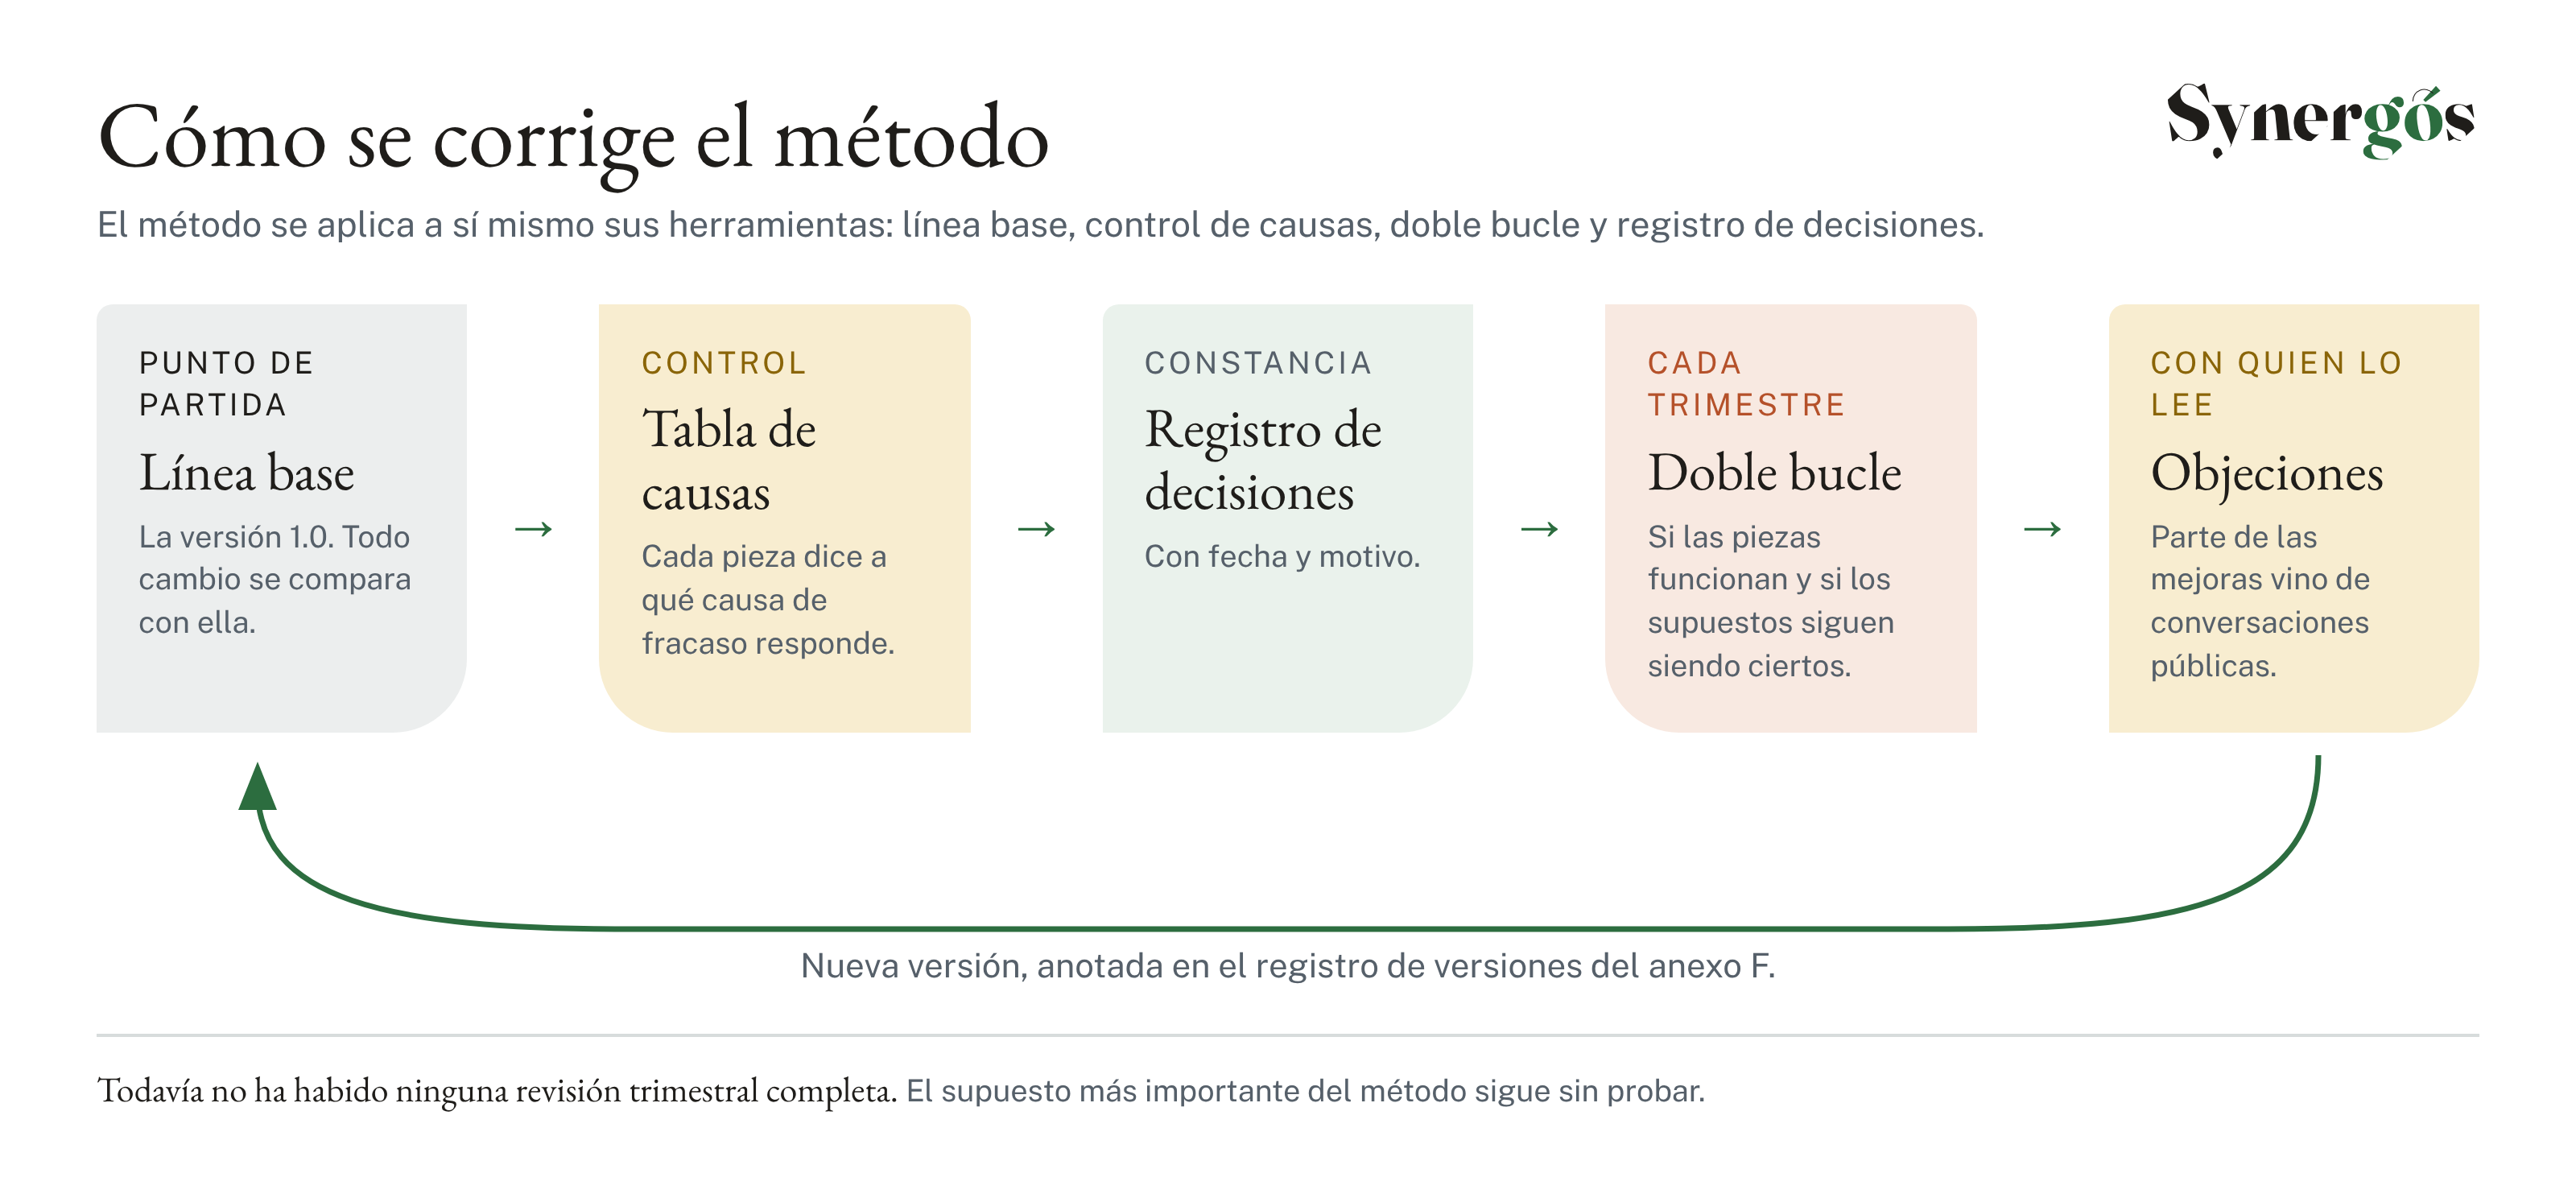 Cómo se corrige el método
Synergós
El método se aplica a sí mismo sus herramientas: línea base, control de causas, doble bucle y registro de decisiones.
PUNTO DE
PARTIDA
Línea base
La versión 1.0. Todo
cambio se compara
con ella.
→
CONTROL
Tabla de
causas
Cada pieza dice a
qué causa de
fracaso responde.
→
CONSTANCIA
Registro de
decisiones
Con fecha y motivo.
→
CADA
TRIMESTRE
Doble bucle
Si las piezas
funcionan y si los
supuestos siguen
siendo ciertos.
→
CON QUIEN LO
LEE
Objeciones
Parte de las
mejoras vino de
conversaciones
públicas.
Nueva versión, anotada en el registro de versiones del anexo F.
Todavía no ha habido ninguna revisión trimestral completa. El supuesto más importante del método sigue sin probar.